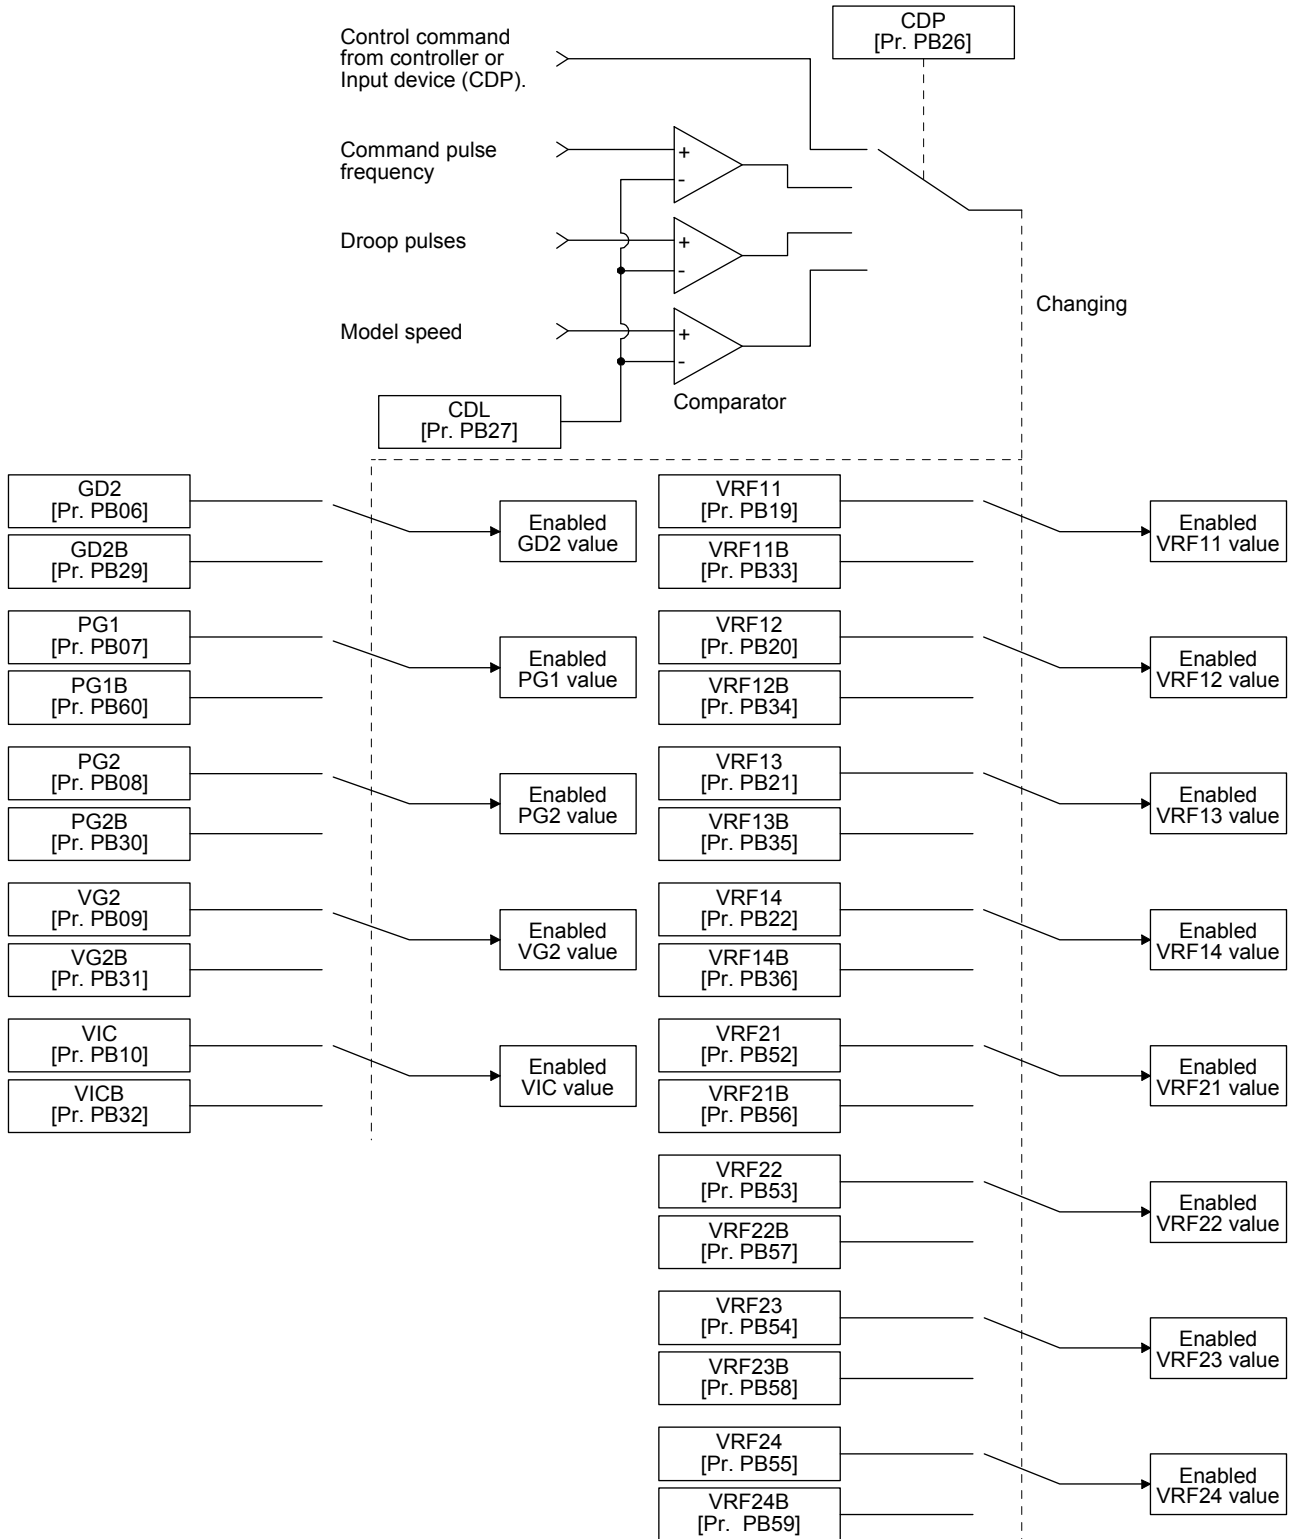 CDP
[Pr. PB26]
Control command
from controller or
Input device (CDP).
Command pulse
frequency
+
-
Droop pulses
+
-
Changing
Model speed
+
-
Comparator
CDL
[Pr. PB27]
GD2
[Pr. PB06]
GD2B
[Pr. PB29]
Enabled
GD2 value
PG1
[Pr. PB07]
PG1B
[Pr. PB60]
Enabled
PG1 value
PG2
[Pr. PB08]
PG2B
[Pr. PB30]
Enabled
PG2 value
VG2
[Pr. PB09]
VG2B
[Pr. PB31]
Enabled
VG2 value
VIC
[Pr. PB10]
VICB
[Pr. PB32]
Enabled
VIC value
VRF11
[Pr. PB19]
VRF11B
[Pr. PB33]
Enabled
VRF11 value
VRF12
[Pr. PB20]
VRF12B
[Pr. PB34]
Enabled
VRF12 value
VRF13
[Pr. PB21]
VRF13B
[Pr. PB35]
Enabled
VRF13 value
VRF14
[Pr. PB22]
VRF14B
[Pr. PB36]
Enabled
VRF14 value
VRF21
[Pr. PB52]
VRF21B
[Pr. PB56]
Enabled
VRF21 value
VRF22
[Pr. PB53]
VRF22B
[Pr. PB57]
Enabled
VRF22 value
VRF23
[Pr. PB54]
VRF23B
[Pr. PB58]
Enabled
VRF23 value
VRF24
[Pr. PB55]
VRF24B
[Pr. PB59]
Enabled
VRF24 value